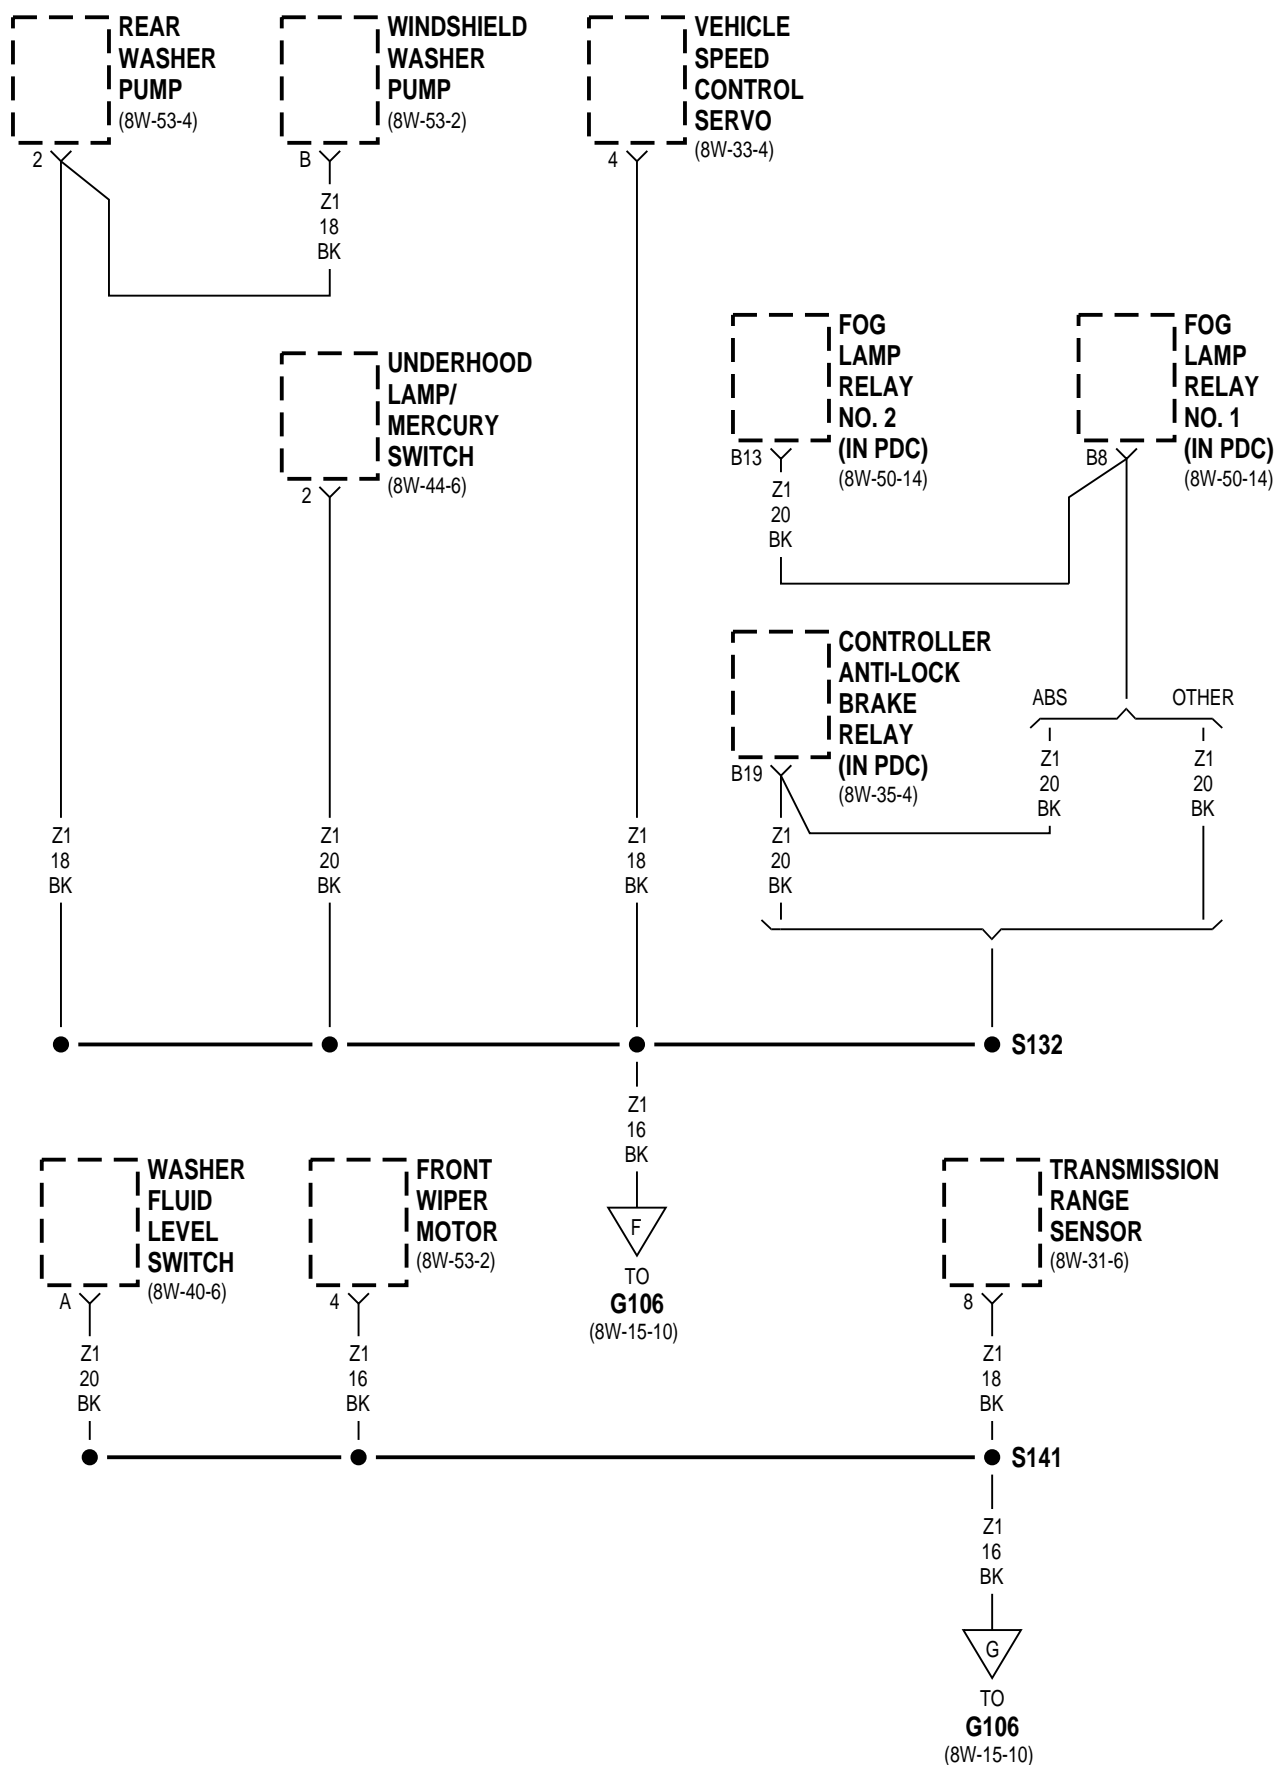 REAR
WASHER
PUMP
(8W-53-4)
2
WINDSHIELD
WASHER
PUMP
(8W-53-2)
B
Z1
18
BK
VEHICLE
SPEED
CONTROL
SERVO
(8W-33-4)
4
UNDERHOOD
LAMP/
MERCURY
SWITCH
(8W-44-6)
2
FOG
LAMP
RELAY
NO. 2
(IN PDC)
(8W-50-14)
B13
Z1
20
BK
FOG
LAMP
RELAY
NO. 1
(IN PDC)
(8W-50-14)
B8
CONTROLLER
ANTI-LOCK
BRAKE
RELAY
(IN PDC)
(8W-35-4)
B19
ABS
OTHER
Z1
20
BK
Z1
20
BK
Z1
18
BK
Z1
20
BK
Z1
18
BK
Z1
20
BK
S132
Z1
16
BK
F
TO
G106
(8W-15-10)
WASHER
FLUID
LEVEL
SWITCH
(8W-40-6)
A
Z1
20
BK
FRONT
WIPER
MOTOR
(8W-53-2)
4
Z1
16
BK
TRANSMISSION
RANGE
SENSOR
(8W-31-6)
8
Z1
18
BK
S141
Z1
16
BK
G
TO
G106
(8W-15-10)